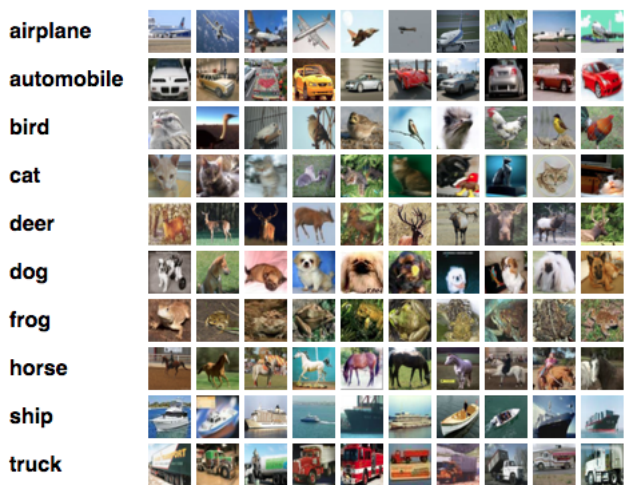 airplane
automobile
bird
cat
deer
dog
frog
horse
ship
truck